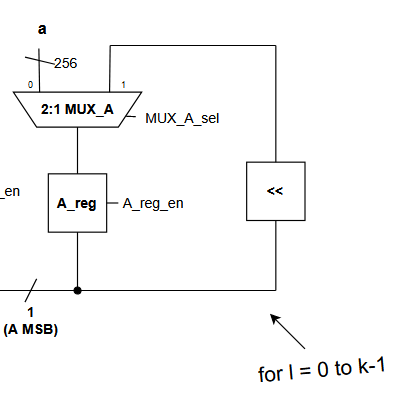 a
256
0
1
2:1 MUX_A
MUX_A_sel
_en
A_reg
A_reg_en
<<
1
(A MSB)
for I = 0 to k-1